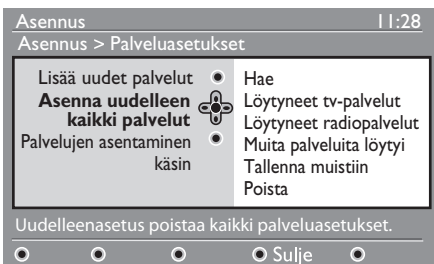 Asennus 11:28
Asennus > Palveluasetukset
Lisää uudet palvelut
Asenna uudelleen
kaikki palvelut
Palvelujen asentaminen
käsin
Hae
Löytyneet tv-palvelut
Löytyneet radiopalvelut
Muita palveluita löytyi
Tallenna muistiin
Poista
Uudelleenasetus poistaa kaikki palveluasetukset.
Sulje